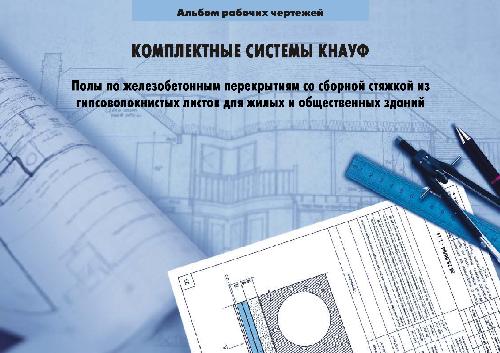 Альбом рабочих чертежей
КОМПЛЕКТНЫЕ СИСТЕМЫ КНАУФ
Полы по железобетонным перекрытиям со сборной стяжкой из
гипсоволокнистых листов для жилых и общественных зданий